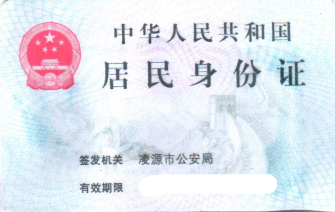 中华人民共和国
居民身份证
签发机关 凌源市公安局
有效期限